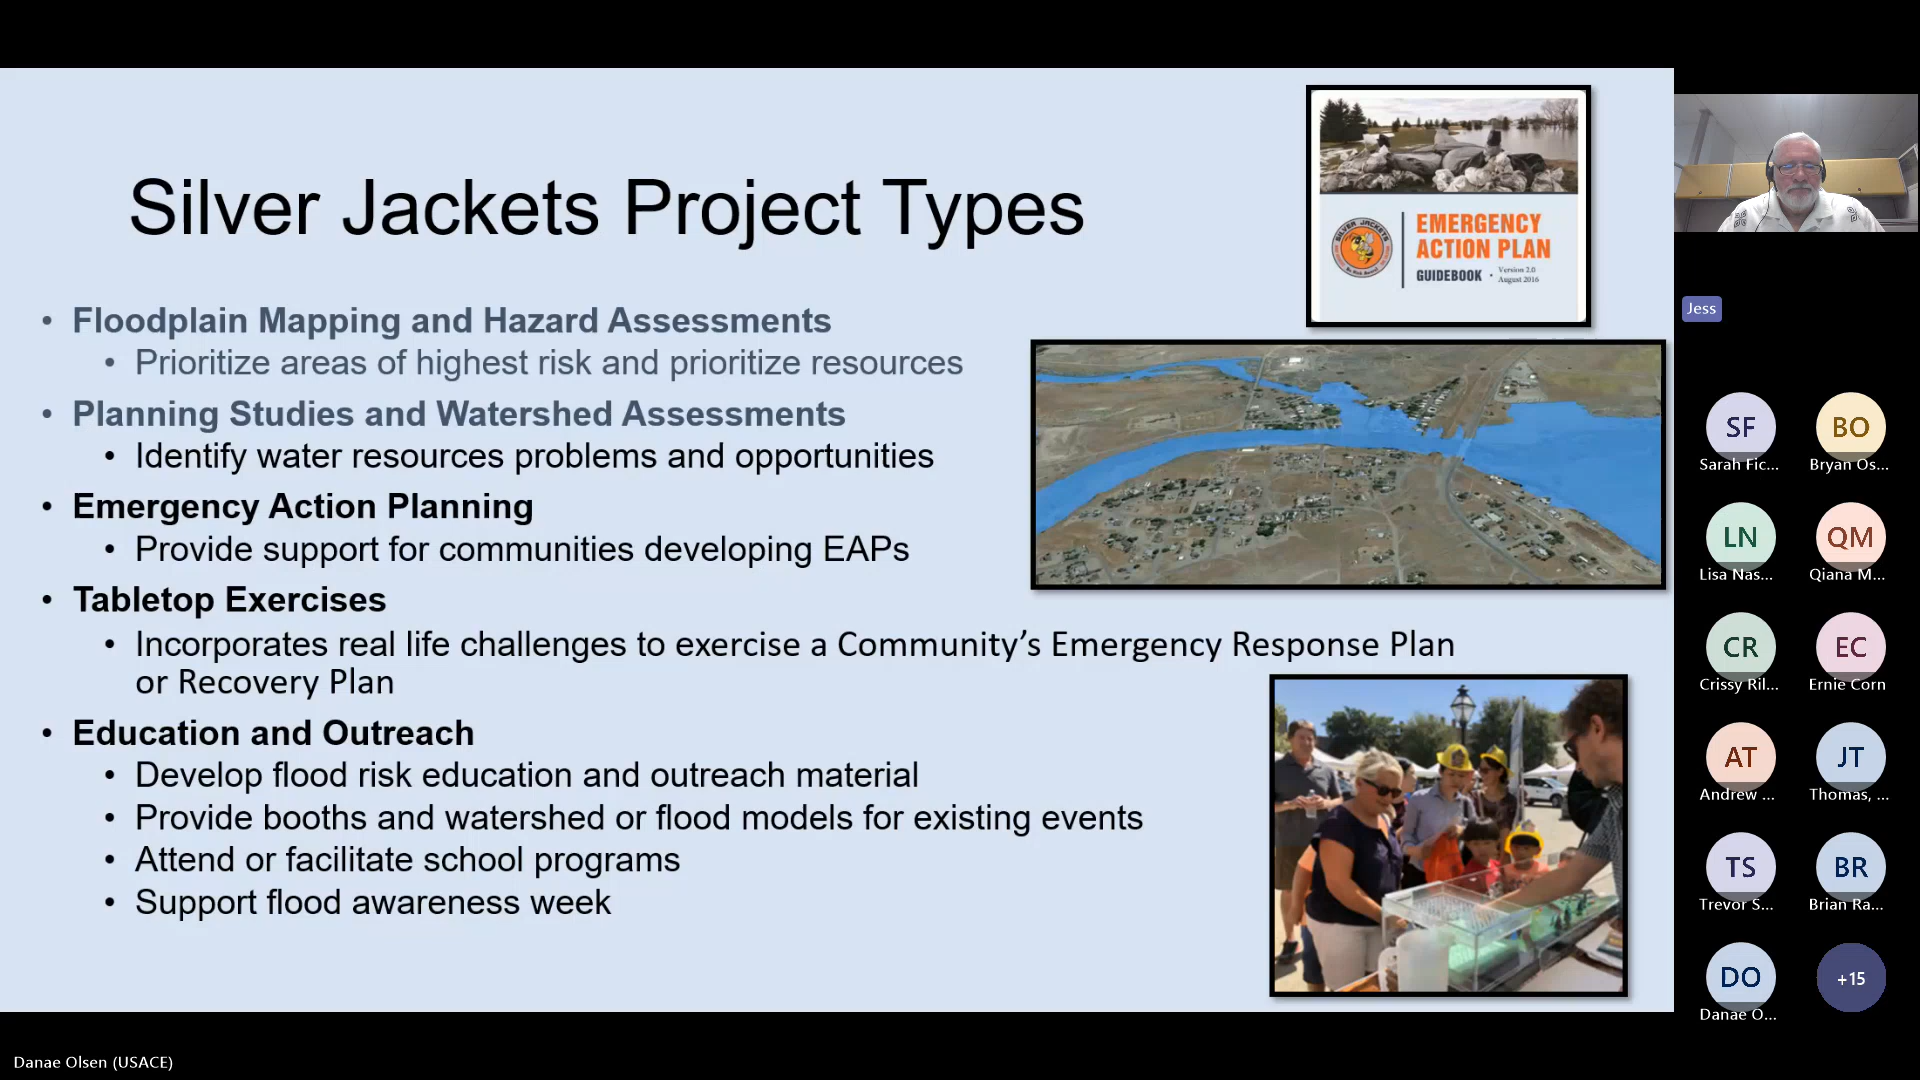 Silver Jackets Project Types
• Floodplain Mapping and Hazard Assessments
• Prioritize areas of highest risk and prioritize resources
• Planning Studies and Watershed Assessments
• Identify water resources problems and opportunities
• Emergency Action Planning
• Provide support for communities developing EAPs
• Tabletop Exercises
• Incorporates real life challenges to exercise a Community’s Emergency Response Plan
or Recovery Plan
• Education and Outreach
• Develop flood risk education and outreach material
• Provide booths and watershed or flood models for existing events
• Attend or facilitate school programs
• Support flood awareness week
SILVER JACKETS
EMERGENCY
ACTION PLAN
GUIDEBOOK • Version 2.0
August 2016
Jess
SF BO
Sarah Fic... Bryan Os...
LN QM
Lisa Nas... Qiana M...
CR EC
Crissy Ril... Ernie Corn
AT JT
Andrew ... Thomas, ...
TS BR
Trevor S... Brian Ra...
DO +15
Danae O...
Danae Olsen (USACE)